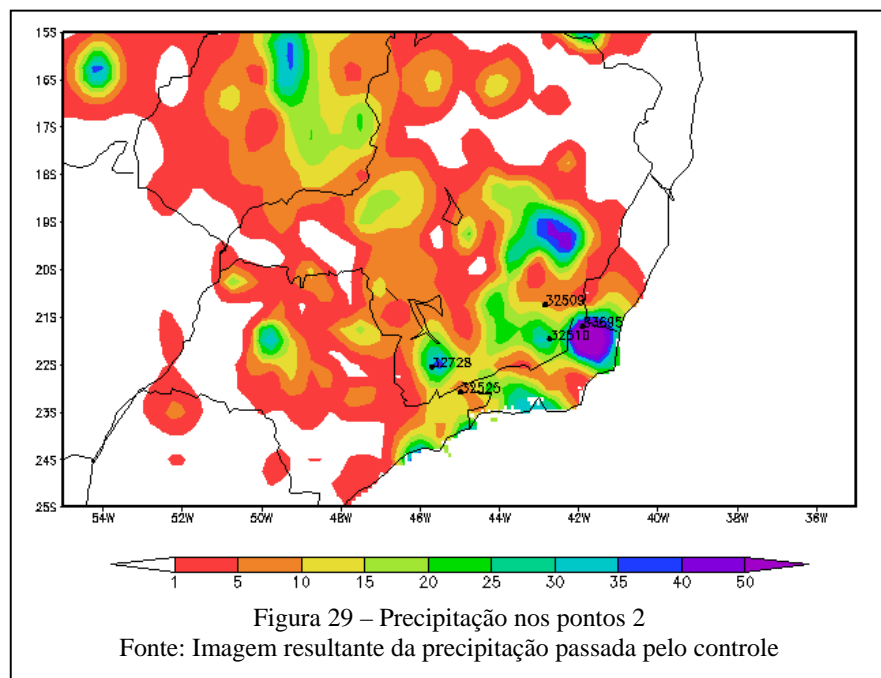 15S
16S
17S
18S
19S
20S
21S
22S
23S
24S
25S
32509
83695
32510
32728
32525
54W 52W 50W 48W 46W 44W 42W 40W 38W 36W
1 5 10 15 20 25 30 35 40 50
Figura 29 – Precipitação nos pontos 2
Fonte: Imagem resultante da precipitação passada pelo controle